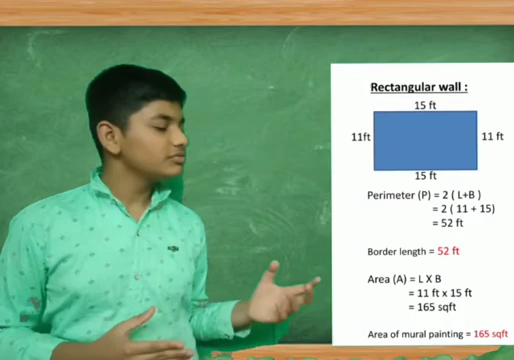 Rectangular wall :
15 ft
11ft
11 ft
15 ft
Perimeter (P) = 2 ( L+B )
= 2 ( 11 + 15)
= 52 ft
Border length = 52 ft
Area (A) = L X B
= 11 ft x 15 ft
= 165 sqft
Area of mural painting = 165 sqft